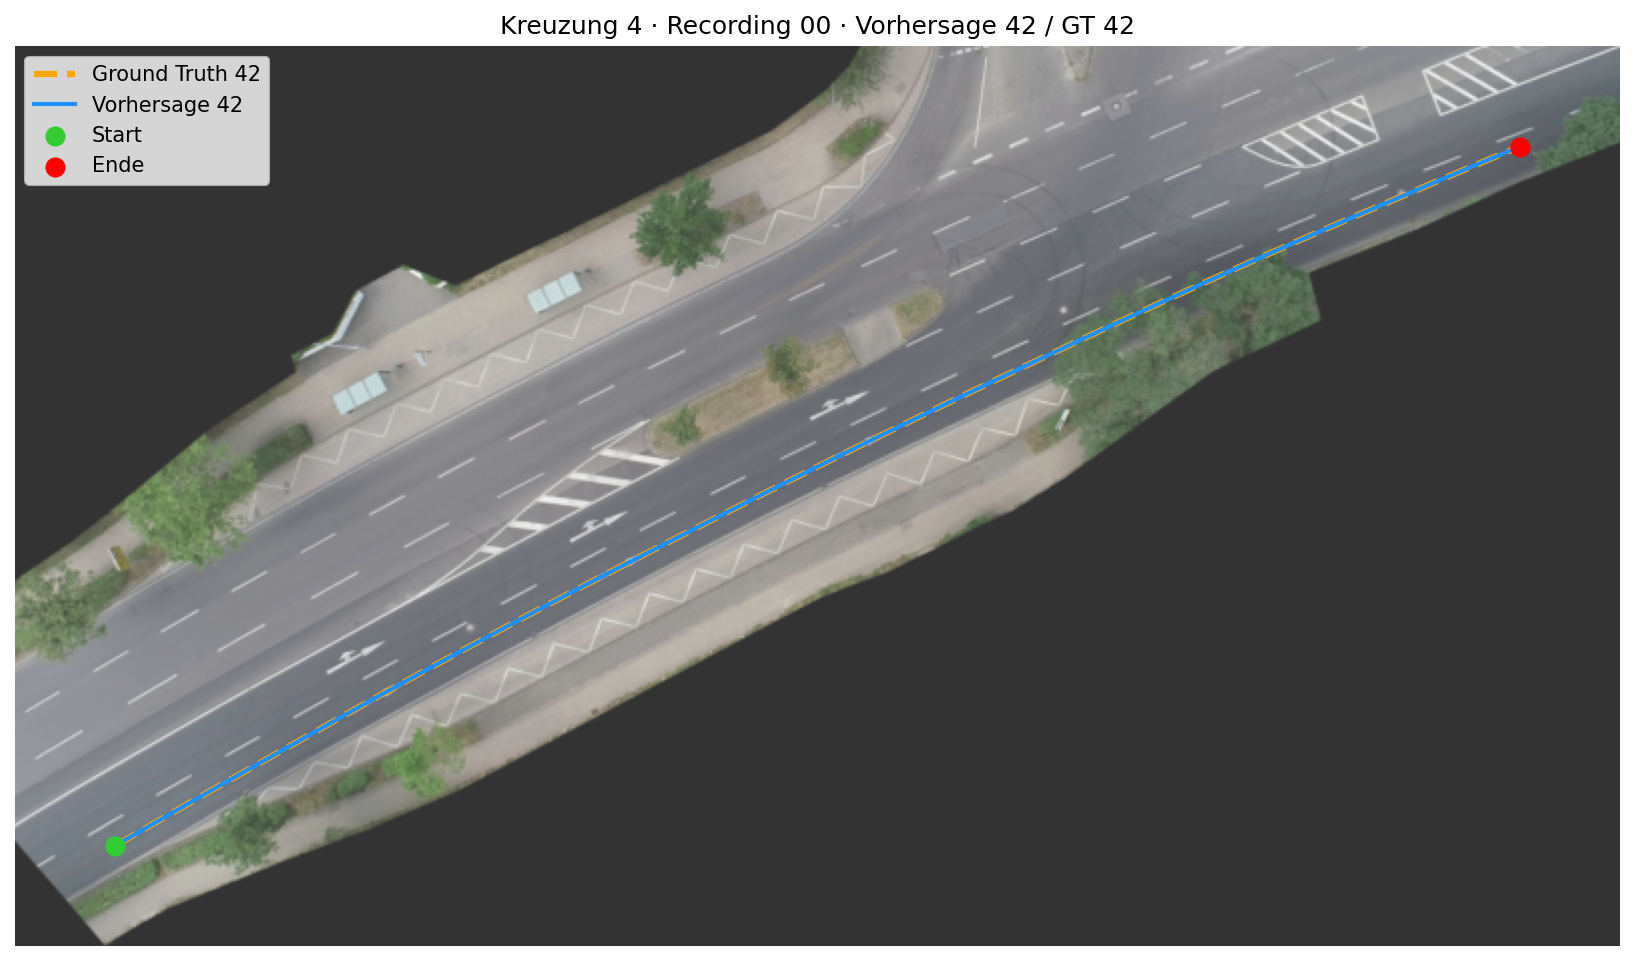 Kreuzung 4 · Recording 00 · Vorhersage 42 / GT 42
Ground Truth 42
Vorhersage 42
Start
Ende